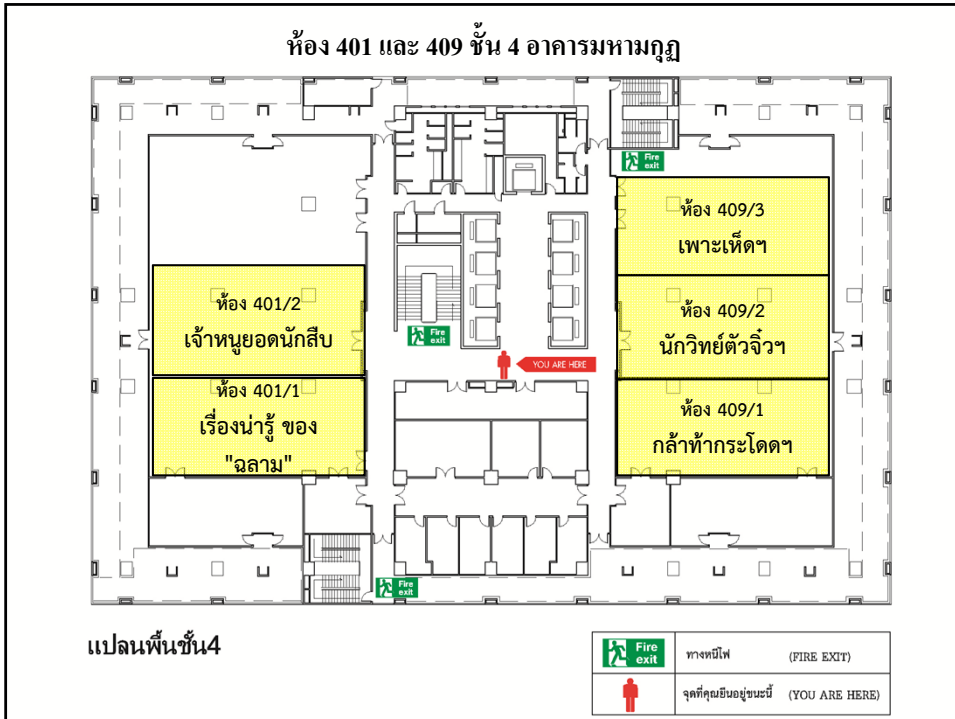 ห้อง 401 และ 409 ชั้น 4 อาคารมหามกุฏ
Fire
exit
ห้อง 409/3
เพาะเห็ดฯ
ห้อง 401/2
เจ้าหนูยอดนักสืบ
Fire
exit
ห้อง 409/2
นักวิทย์ตัวจิ๋วฯ
YOU ARE HERE
ห้อง 401/1
เรื่องน่ารู้ ของ
"ฉลาม"
ห้อง 409/1
กล้าท้ากระโดดฯ
Fire
exit
แปลนพื้นชั้น4
Fire
exit
ทางหนีไฟ (FIRE EXIT)
จุดที่คุณยืนอยู่ขนะนี้ (YOU ARE HERE)